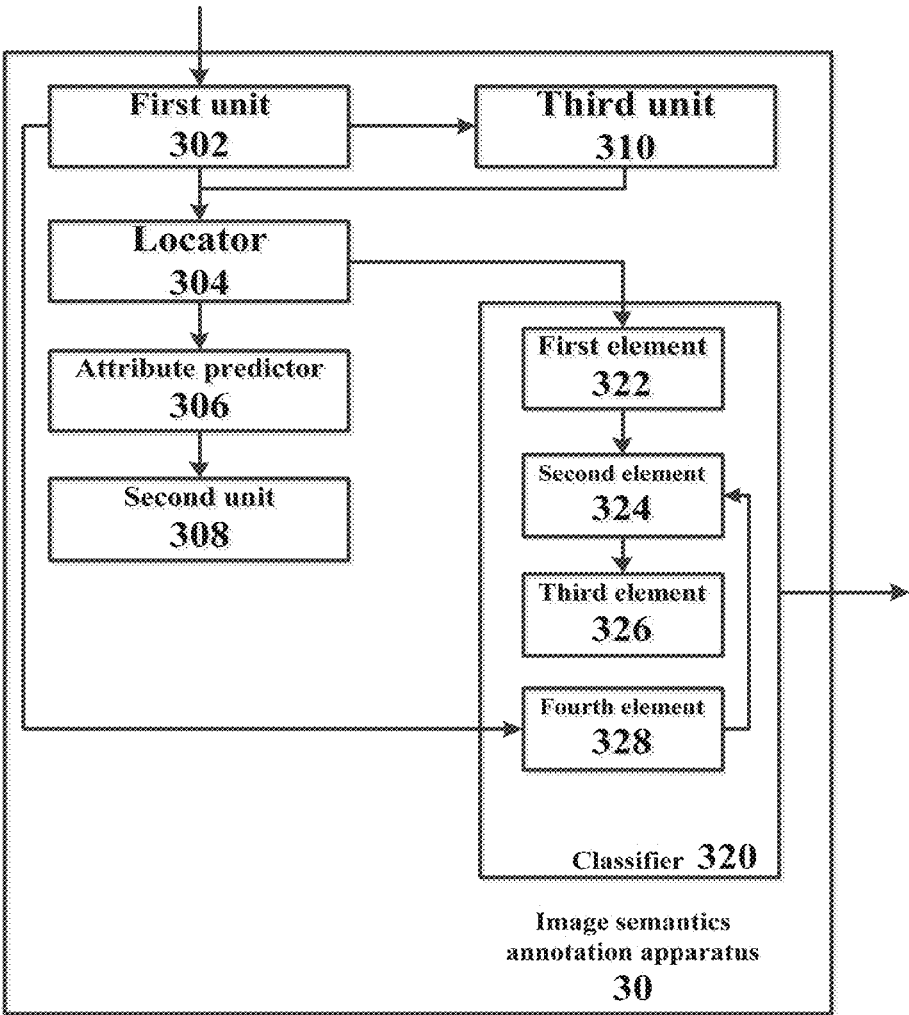 First unit
302
Third unit
310
Locator
304
Attribute predictor
306
Second unit
308
First element
322
Second element
324
Third element
326
Fourth element
328
Classifier 320
Image semantics
annotation apparatus
30